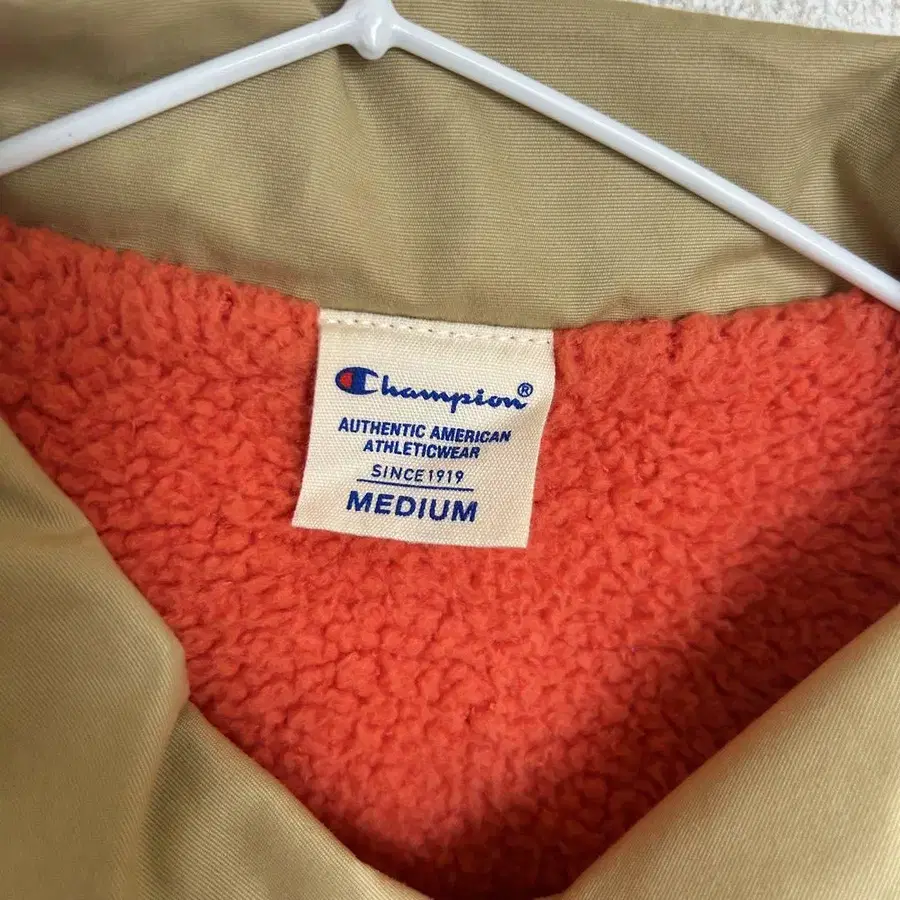 Champion®
AUTHENTIC AMERICAN
ATHLETICWEAR
SINCE 1919
MEDIUM